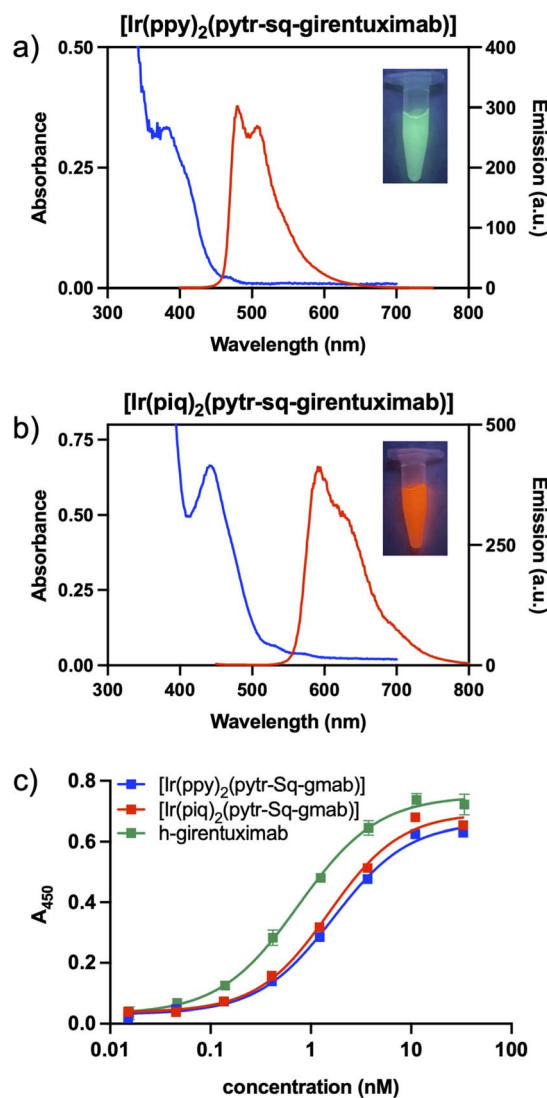 a)
[Ir(ppy)2(pytr-sq-girentuximab)]
0.50
0.25
0.00
Absorbance
400
300
200
100
0
Emission (a.u.)
300 400 500 600 700 800
Wavelength (nm)
b)
[Ir(piq)2(pytr-sq-girentuximab)]
0.75
0.50
0.25
0.00
Absorbance
500
250
0
Emission (a.u.)
300 400 500 600 700 800
Wavelength (nm)
c)
[Ir(ppy)2(pytr-Sq-gmab)]
[Ir(piq)2(pytr-Sq-gmab)]
h-girentuximab
0.8
0.6
0.4
0.2
0.0
A450
0.01 0.1 1 10 100
concentration (nM)